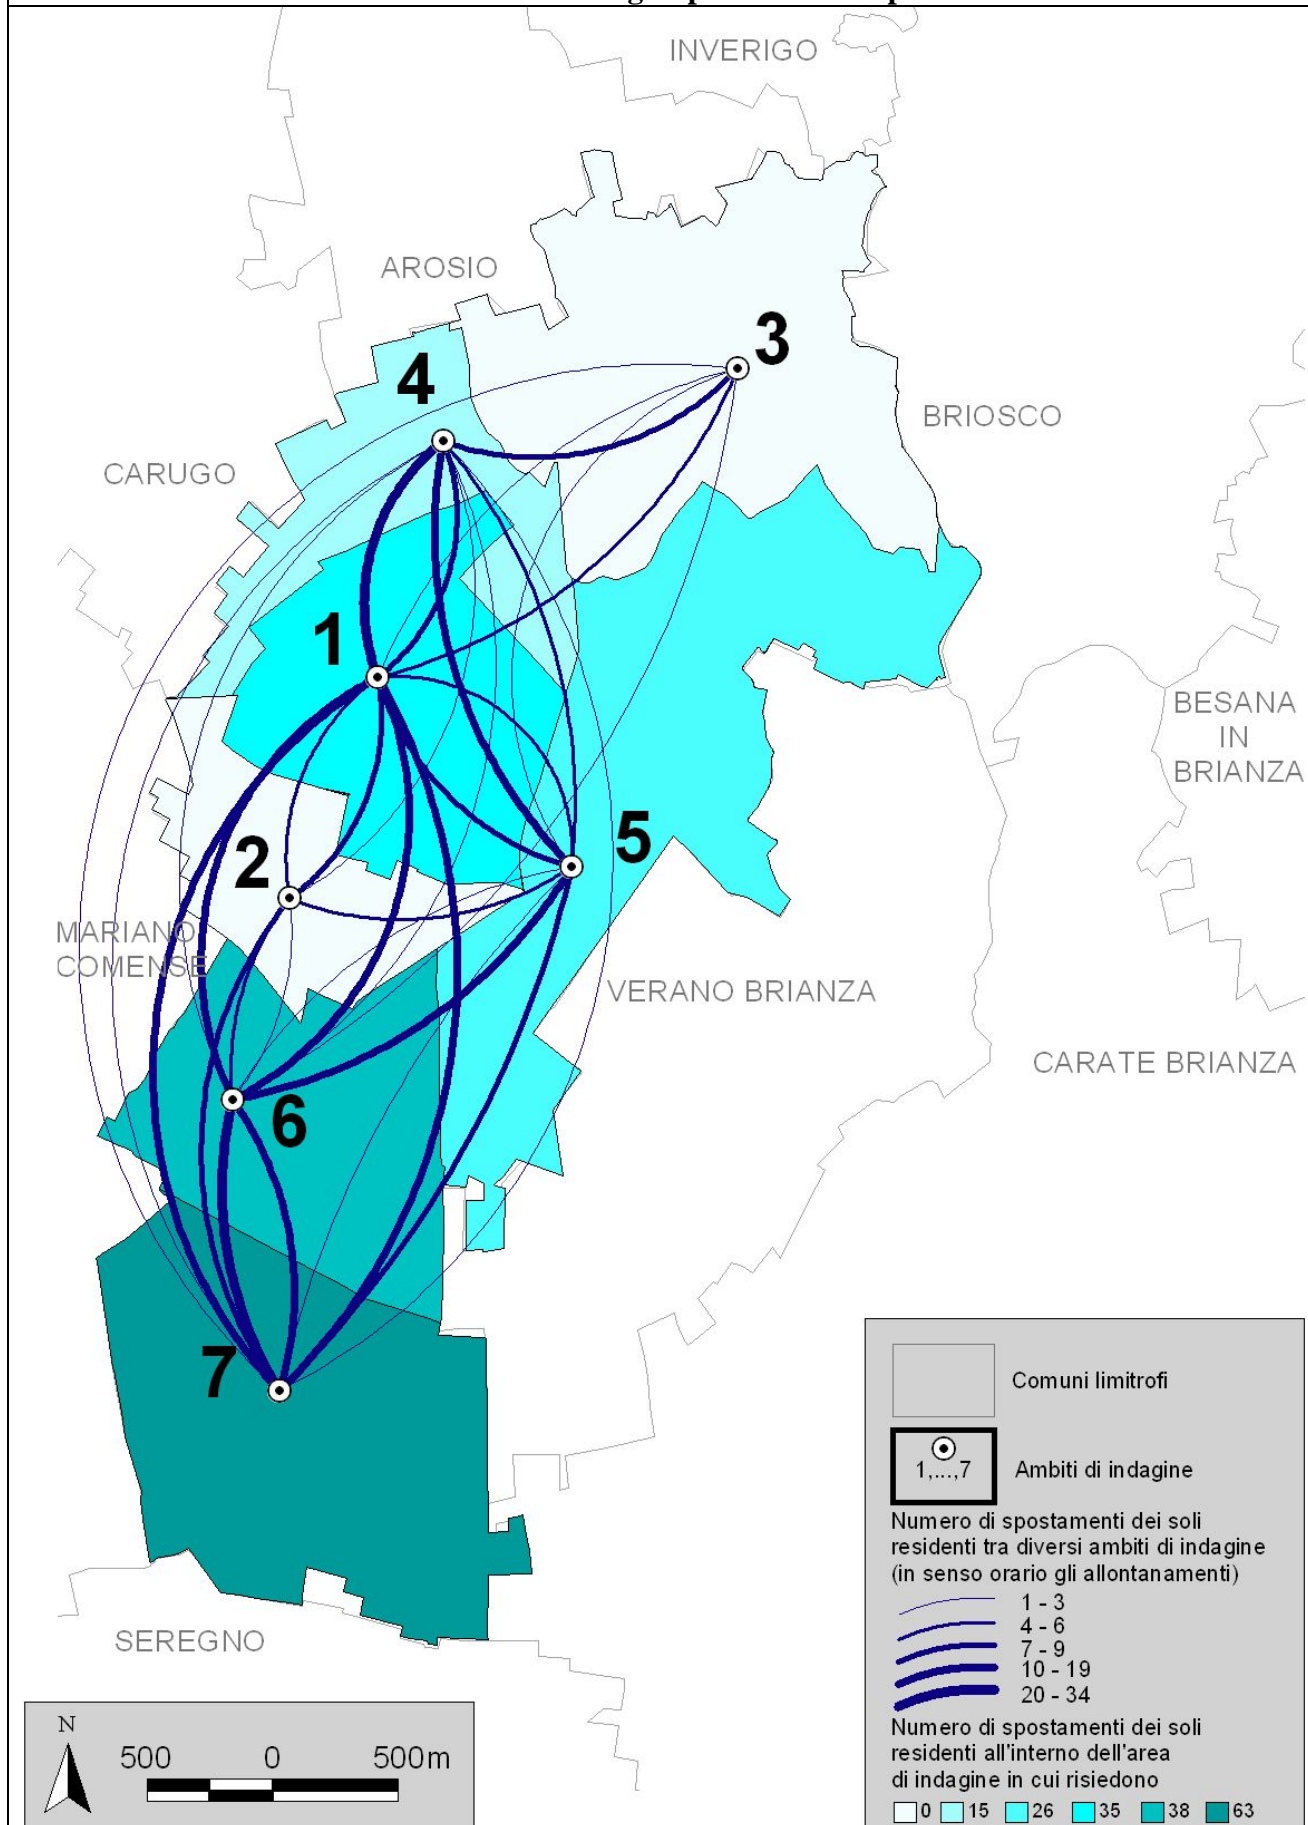 INVERIGO
AROSIO
3
4
BRIOSCO
CARUGO
1
BESANA
IN
BRIANZA
5
2
MARIANO
COMENSE
VERANO BRIANZA
CARATE BRIANZA
6
7
SEREGNO
Comuni limitrofi
1,...,7
Ambiti di indagine
Numero di spostamenti dei soli
residenti tra diversi ambiti di indagine
(in senso orario gli allontanamenti)
1 - 3
4 - 6
7 - 9
10 - 19
20 - 34
Numero di spostamenti dei soli
residenti all'interno dell'area
di indagine in cui risiedono
0 15 26 35 38 63
N
500 0 500m